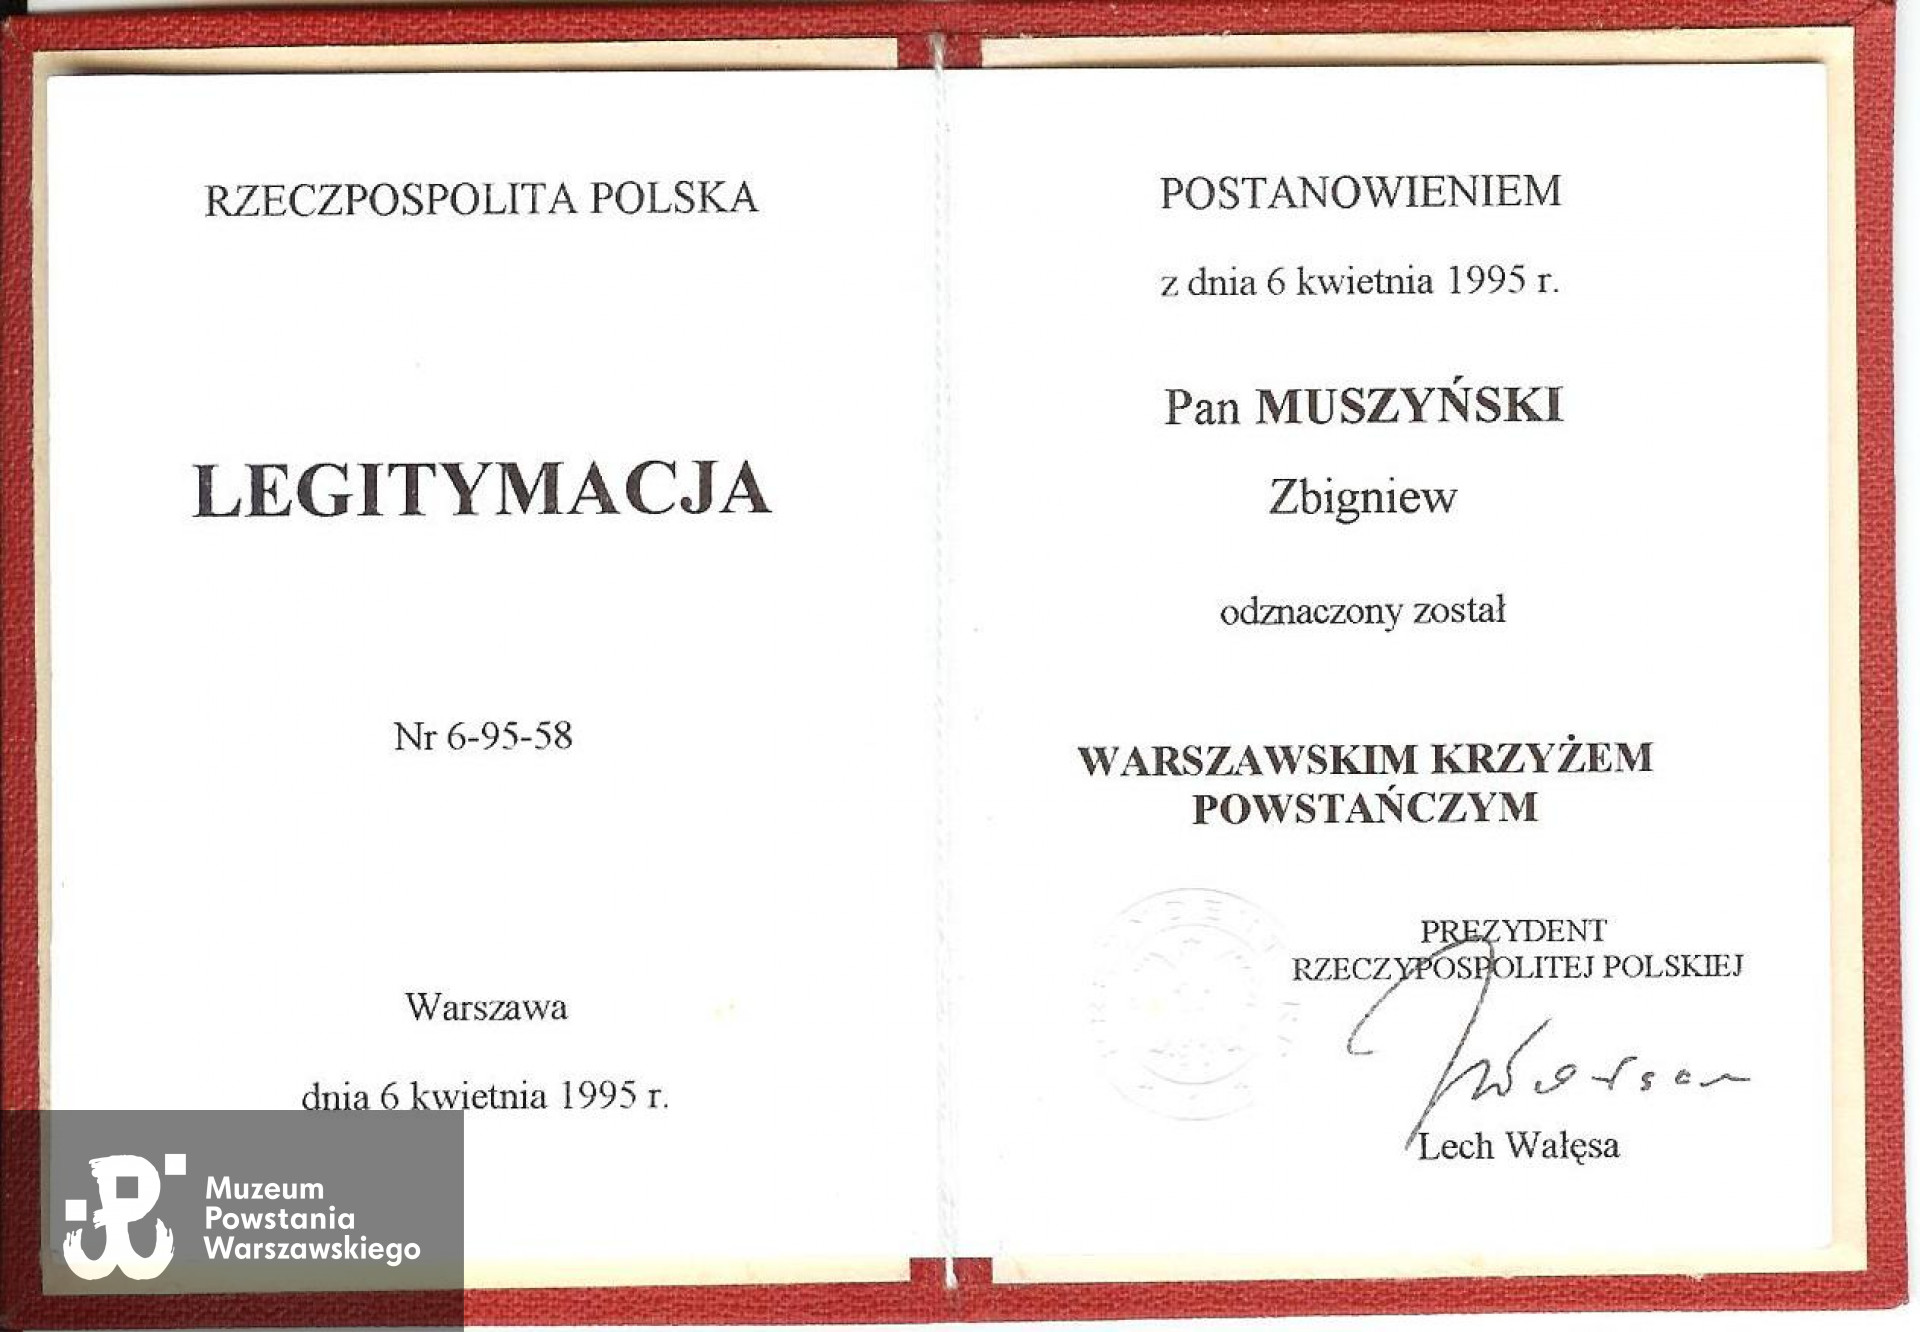 RZECZPOSPOLITA POLSKA
LEGITYMACJA
Nr 6-95-58
Warszawa
dnia 6 kwietnia 1995 r.
POSTANOWIENIEM
z dnia 6 kwietnia 1995 r.
Pan MUSZYŃSKI
Zbigniew
odznaczony został
WARSZAWSKIM KRZYŻEM
POWSTAŃCZYM
PREZYDENT
RZECZYPOSPOLITEJ POLSKIEJ
Lech Wałęsa
Muzeum
Powstania
Warszawskiego